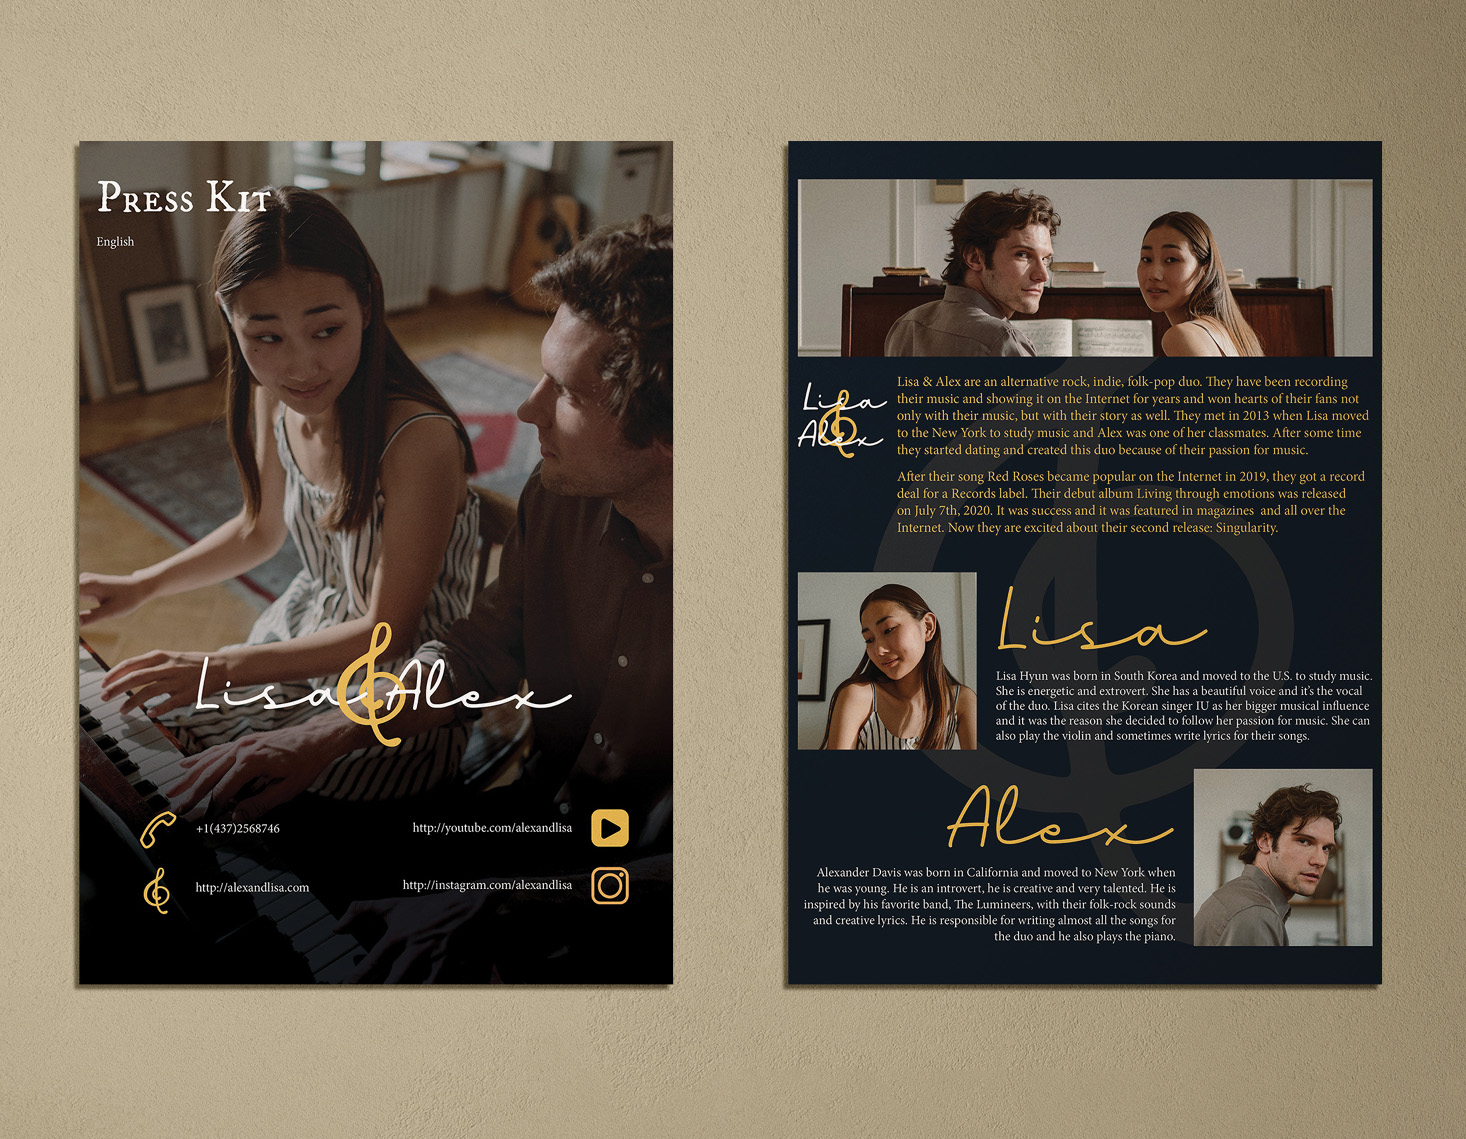 Press Kit
English
Lisa & Alex
+1(437)2568746
http://youtube.com/alexandlisa
http://alexandlisa.com
http://instagram.com/alexandlisa
Lisa & Alex are an alternative rock, indie, folk-pop duo. They have been recording
their music and showing it on the Internet for years and won hearts of their fans not
only with their music, but with their story as well. They met in 2013 when Lisa moved
to the New York to study music and Alex was one of her classmates. After some time
they started dating and created this duo because of their passion for music.
Lisa &
Alex
After their song Red Roses became popular on the Internet in 2019, they got a record
deal for a Records label. Their debut album Living through emotions was released
on July 7th, 2020. It was success and it was featured in magazines  and all over the
Internet. Now they are excited about their second release: Singularity.
Lisa
Lisa Hyun was born in South Korea and moved to the U.S. to study music.
She is energetic and extrovert. She has a beautiful voice and it's the vocal
of the duo. Lisa cites the Korean singer IU as her bigger musical influence
and it was the reason she decided to follow her passion for music. She can
also play the violin and sometimes write lyrics for their songs.
Alex
Alexander Davis was born in California and moved to New York when
he was young. He is an introvert, he is creative and very talented. He is
inspired by his favorite band, The Lumineers, with their folk-rock sounds
and creative lyrics. He is responsible for writing almost all the songs for
the duo and he also plays the piano.